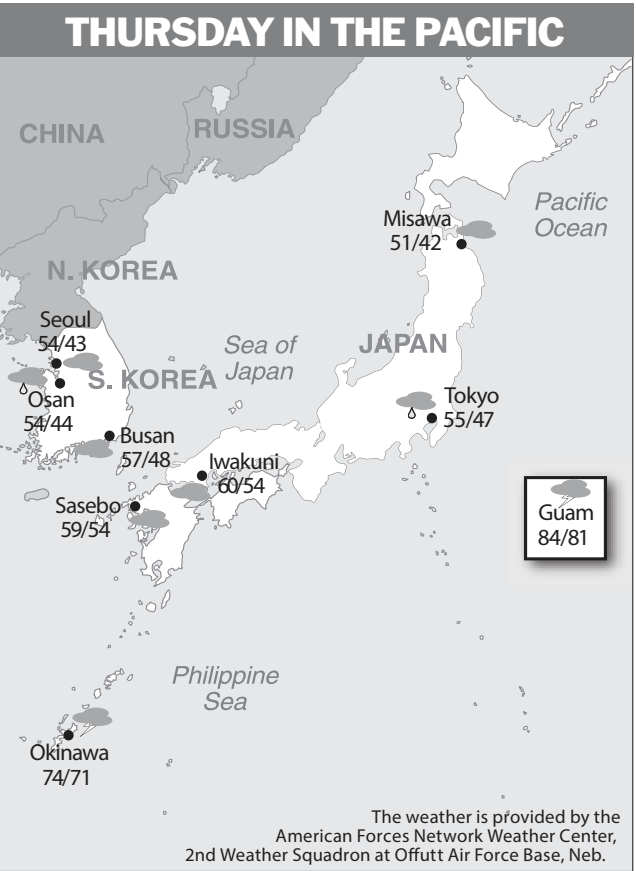 THURSDAY IN THE PACIFIC
CHINA
RUSSIA
Misawa
51/42
Pacific
Ocean
N. KOREA
Seoul
54/43
Sea of
Japan
JAPAN
S. KOREA
Osan
54/44
Tokyo
55/47
Busan
57/48
Iwakuni
60/54
Sasebo
59/54
Guam
84/81
Philippine
Sea
Okinawa
74/71
The weather is provided by the
American Forces Network Weather Center,
2nd Weather Squadron at Offutt Air Force Base, Neb.